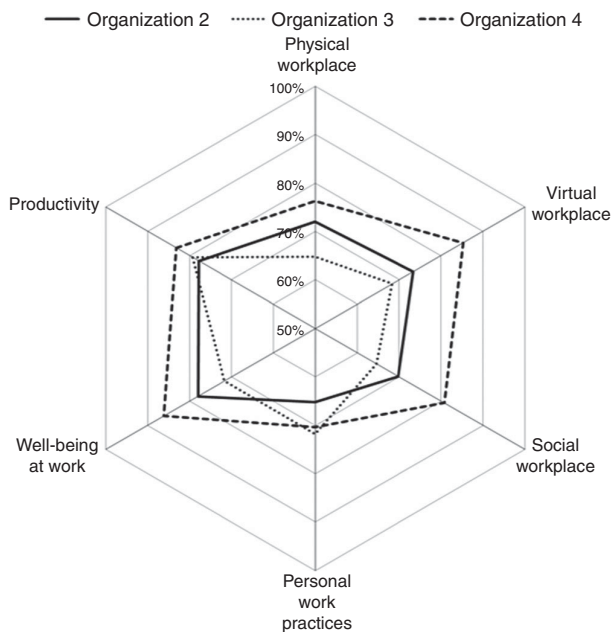 Organization 2 Organization 3 Organization 4
Physical
workplace
100%
90%
80%
70%
60%
50%
Productivity
Virtual
workplace
Well-being
at work
Social
workplace
Personal
work
practices